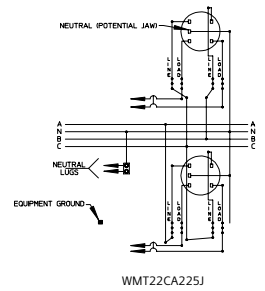 NEUTRAL (POTENTIAL JAW)
LINE LOAD LINE LOAD
A A
N N
B B
C C
NEUTRAL
LUGS
EQUIPMENT GROUND
LINE LOAD LINE LOAD
WMT22CA225J